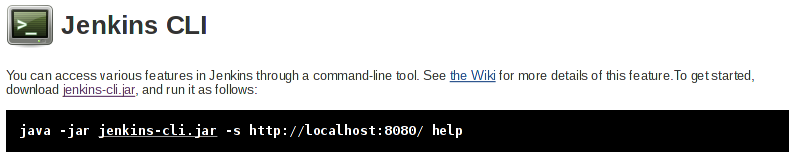 >_
Jenkins CLI
You can access various features in Jenkins through a command-line tool. See the Wiki for more details of this feature.To get started,
download jenkins-cli.jar, and run it as follows:
java -jar jenkins-cli.jar -s http://localhost:8080/ help